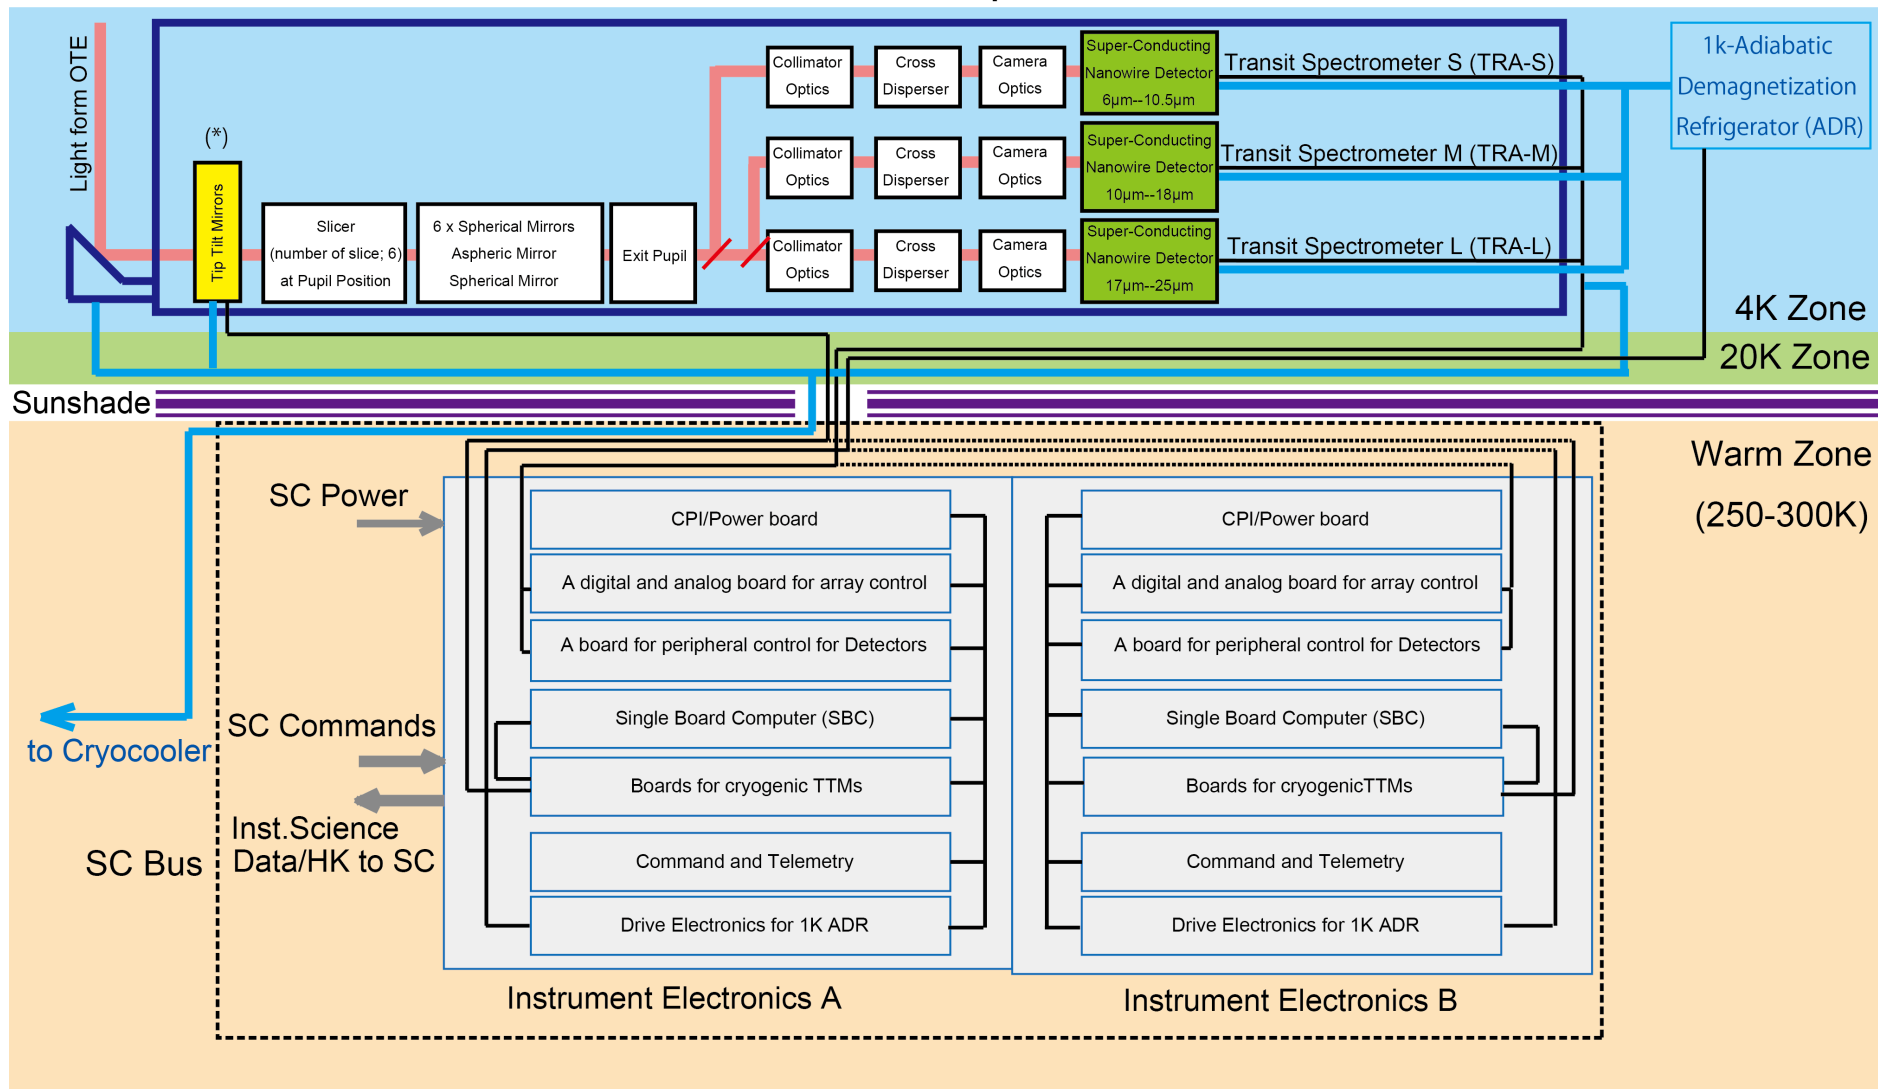 Light form OTE
(*)
Tip Tilt Mirrors
Slicer
(number of slice; 6)
at Pupil Position
6 x Spherical Mirrors
Aspheric Mirror
Spherical Mirror
Exit Pupil
Collimator
Optics
Cross
Disperser
Camera
Optics
Super-Conducting
Nanowire Detector
6µm--10.5µm
Transit Spectrometer S (TRA-S)
Collimator
Optics
Cross
Disperser
Camera
Optics
Super-Conducting
Nanowire Detector
10µm--18µm
Transit Spectrometer M (TRA-M)
Collimator
Optics
Cross
Disperser
Camera
Optics
Super-Conducting
Nanowire Detector
17µm--25µm
Transit Spectrometer L (TRA-L)
1k-Adiabatic
Demagnetization
Refrigerator (ADR)
4K Zone
20K Zone
Sunshade
Warm Zone
(250-300K)
SC Power
SC Commands
to Cryocooler
Inst.Science
Data/HK to SC
SC Bus
CPI/Power board
A digital and analog board for array control
A board for peripheral control for Detectors
Single Board Computer (SBC)
Boards for cryogenic TTMs
Command and Telemetry
Drive Electronics for 1K ADR
Instrument Electronics A
CPI/Power board
A digital and analog board for array control
A board for peripheral control for Detectors
Single Board Computer (SBC)
Boards for cryogenicTTMs
Command and Telemetry
Drive Electronics for 1K ADR
Instrument Electronics B